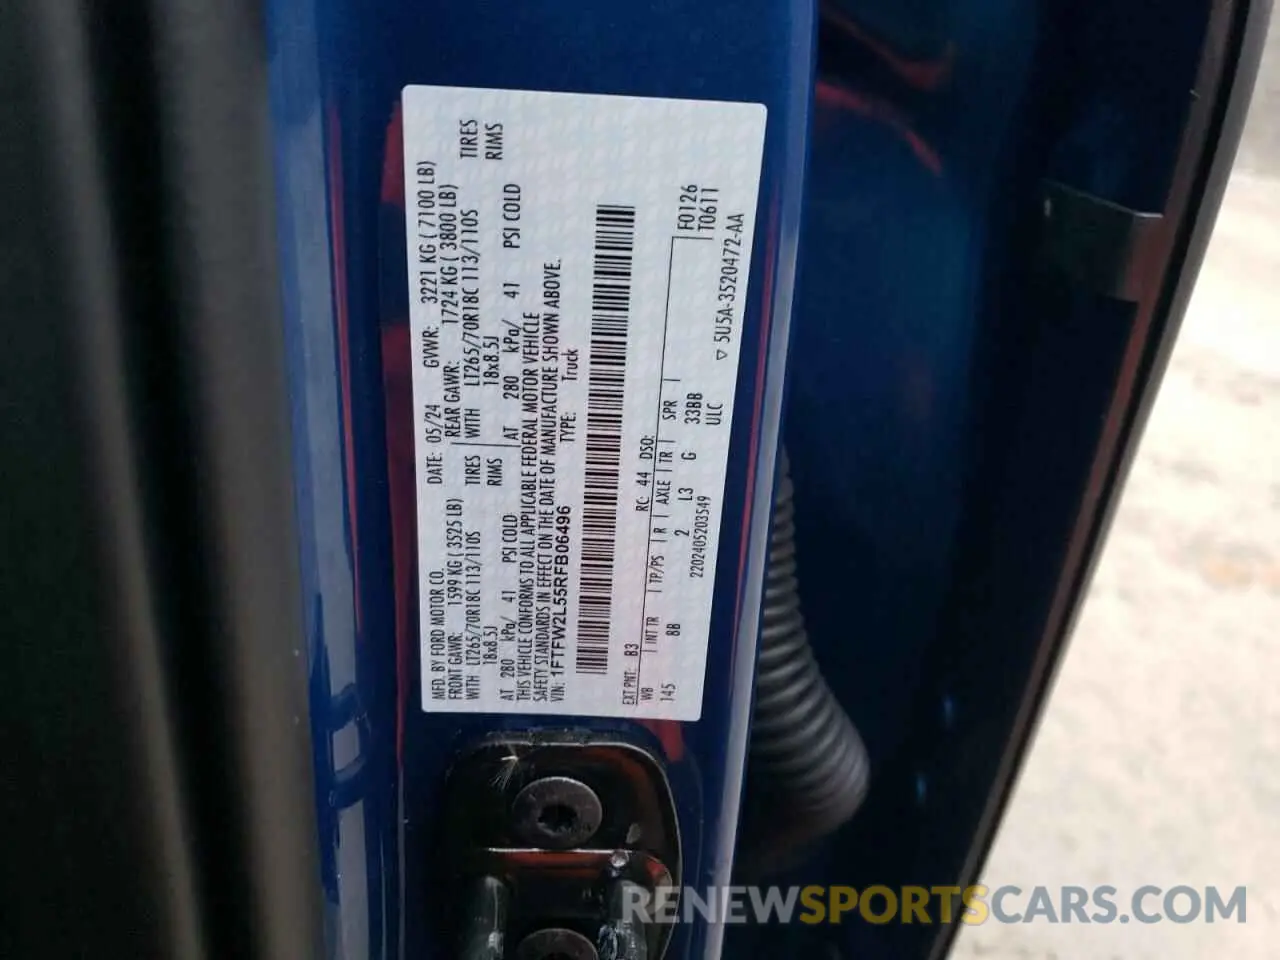 MFD. BY FORD MOTOR CO.
DATE: 05/24 GVWR: 3221 KG ( 7100 LB)
FRONT GAWR: 1599 KG ( 3525 LB)
REAR GAWR: 1724 KG ( 3800 LB)
WITH LT265/70R18C 113/110S TIRES
WITH LT265/70R18C 113/110S TIRES
18x8.5J RIMS
18x8.5J RIMS
AT 280 kPa/ 41 PSI COLD
AT 280 kPa/ 41 PSI COLD
THIS VEHICLE CONFORMS TO ALL APPLICABLE FEDERAL MOTOR VEHICLE
SAFETY STANDARDS IN EFFECT ON THE DATE OF MANUFACTURE SHOWN ABOVE.
VIN: 1FTFW2L55RFB06496 TYPE: Truck
EXT PNT: B3 RC: 44 DSO: F0126
WB INT TR TP/PS R AXLE TR SPR T0611
145 8B 2 L3 G 33BB
ULC
2202405203549 ▽ 5U5A-3520472-AA
RENEWSPORTSCARS.COM